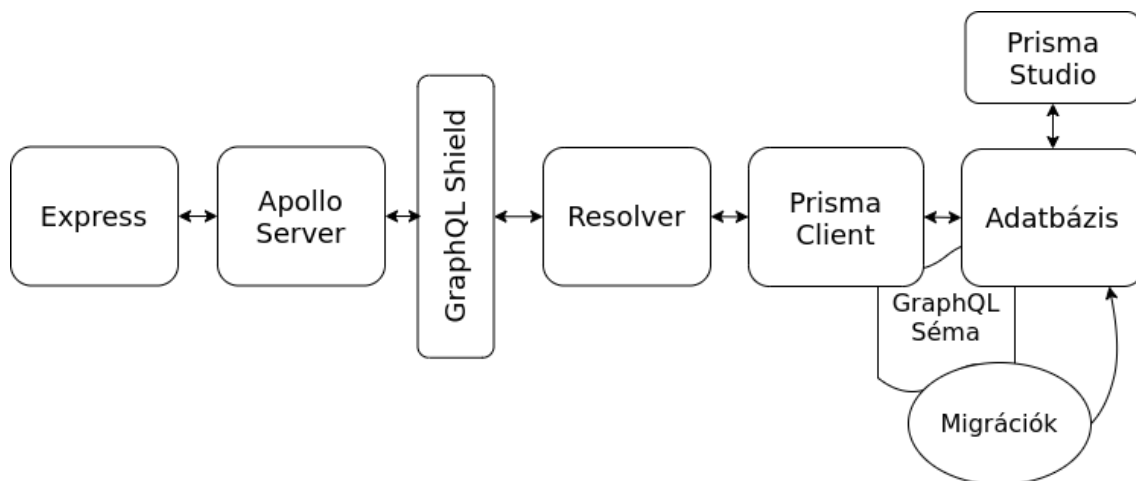 Express
Apollo
Server
GraphQL Shield
Resolver
Prisma
Client
Prisma
Studio
Adatbázis
GraphQL
Séma
Migrációk